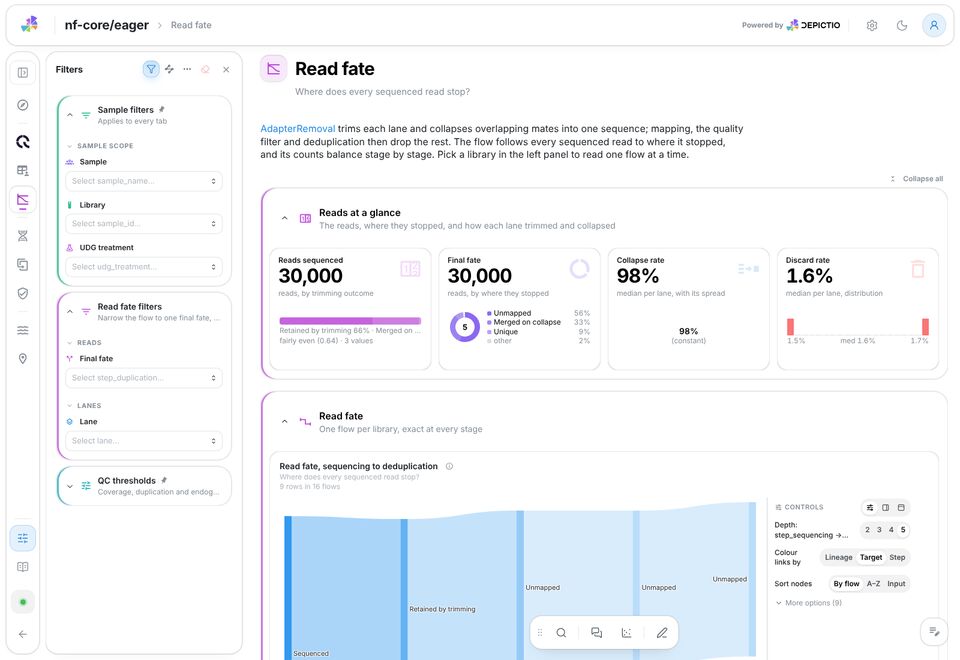 nf-core/eager
Read fate
Powered by DEPICTIO
Filters
Sample filters
Applies to every tab
SAMPLE SCOPE
Sample
Select sample_name...
Library
Select sample_id...
UDG treatment
Select udg_treatment...
Read fate filters
Narrow the flow to one final fate, ...
READS
Final fate
Select step_duplication...
LANES
Lane
Select lane...
QC thresholds
Coverage, duplication and endog...
Read fate
Where does every sequenced read stop?
AdapterRemoval trims each lane and collapses overlapping mates into one sequence; mapping, the quality
filter and deduplication then drop the rest. The flow follows every sequenced read to where it stopped,
and its counts balance stage by stage. Pick a library in the left panel to read one flow at a time.
Collapse all
Reads at a glance
The reads, where they stopped, and how each lane trimmed and collapsed
Reads sequenced
30,000
reads, by trimming outcome
Retained by trimming 66% · Merged on ...
fairly even (0.64) · 3 values
Final fate
30,000
reads, by where they stopped
5
Unmapped 56%
Merged on collapse 33%
Unique 9%
other 2%
Collapse rate
98%
median per lane, with its spread
98%
(constant)
Discard rate
1.6%
median per lane, distribution
1.5% med 1.6% 1.7%
Read fate
One flow per library, exact at every stage
Read fate, sequencing to deduplication
Where does every sequenced read stop?
9 rows in 16 flows
Sequenced
Retained by trimming
Unmapped
Unmapped
Unmapped
CONTROLS
Depth:
step_sequencing →...
2 3 4 5
Colour
links by
Lineage Target Step
Sort nodes
By flow A–Z Input
More options (9)